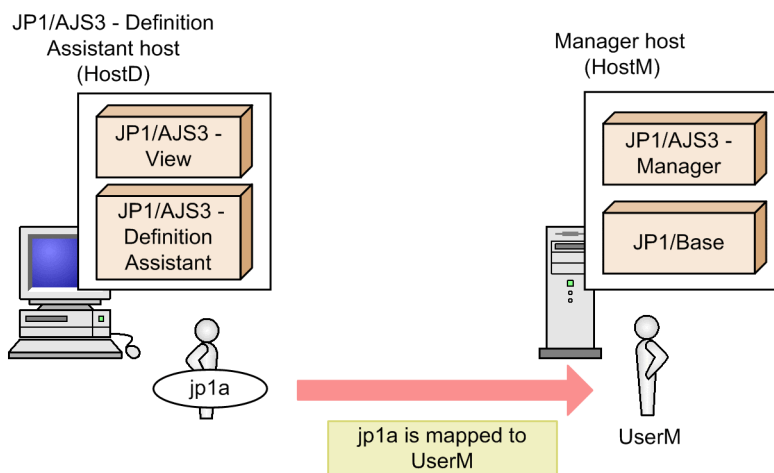 JP1/AJS3 - Definition
Assistant host
(HostD)
JP1/AJS3 -
View
JP1/AJS3 -
Definition
Assistant
jp1a
Manager host
(HostM)
JP1/AJS3 -
Manager
JP1/Base
UserM
jp1a is mapped to
UserM